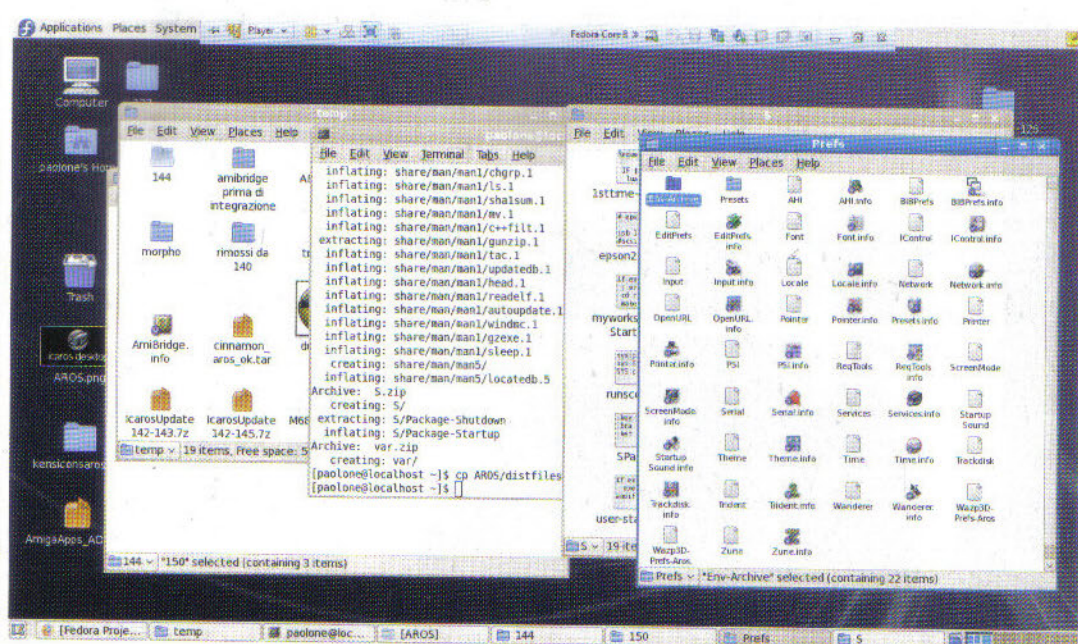 Applications Places System Player
Fedora Core 8
Computer
Trash
icaros desktop
AROS.png
kensiconsaros
AmigaApps_AD
temp
File Edit View Places Help
144
amibridge prima di integrazione
morpho
rimossi da 140
AmiBridge.info
cinnamon_aros_ok.tar
IcarosUpdate 142-143.7z
IcarosUpdate 142-145.7z
temp 19 items, Free space: 5
144 "150" selected (containing 3 items)
File Edit View Terminal Tabs Help
inflating: share/man/man1/chgrp.1
inflating: share/man/man1/ls.1
inflating: share/man/man1/sha1sum.1
inflating: share/man/man1/mv.1
inflating: share/man/man1/c++filt.1
extracting: share/man/man1/gunzip.1
inflating: share/man/man1/tac.1
inflating: share/man/man1/updatedb.1
inflating: share/man/man1/head.1
inflating: share/man/man1/readelf.1
inflating: share/man/man1/autoupdate.1
inflating: share/man/man1/windmc.1
inflating: share/man/man1/gzexe.1
inflating: share/man/man1/sleep.1
creating: share/man/man5/
inflating: share/man/man5/locatedb.5
Archive: S.zip
creating: S/
extracting: S/Package-Shutdown
inflating: S/Package-Startup
Archive: var.zip
creating: var/
[paolone@localhost ~]$ cp AROS/distfiles
[paolone@localhost ~]$
File Edit
1sttime-
epson2
myworks
Start
runsc
SPa
user-sta
S 19 ite
Prefs
File Edit View Places Help
Env-Archive Presets AHI AHI.info BIBPrefs BIBPrefs.info
EditPrefs EditPrefs.info Font Font.info IControl IControl.info
Input Input.info Locale Locale.info Network Network.info
OpenURL OpenURL.info Pointer Pointer.info Presets.info Printer
Printer.info PSI PSI.info ReqTools ReqTools.info ScreenMode
ScreenMode.info Serial Serial.info Services Services.info Startup Sound
Startup Sound.info Theme Theme.info Time Time.info Trackdisk
Trackdisk.info Trident Trident.info Wanderer Wanderer.info Wazp3D-Prefs-Aros
Wazp3D-Prefs-Aros. Zune Zune.info
Prefs "Env-Archive" selected (containing 22 items)
[Fedora Proje... temp paolone@loc... [AROS] 144 150 Prefs S